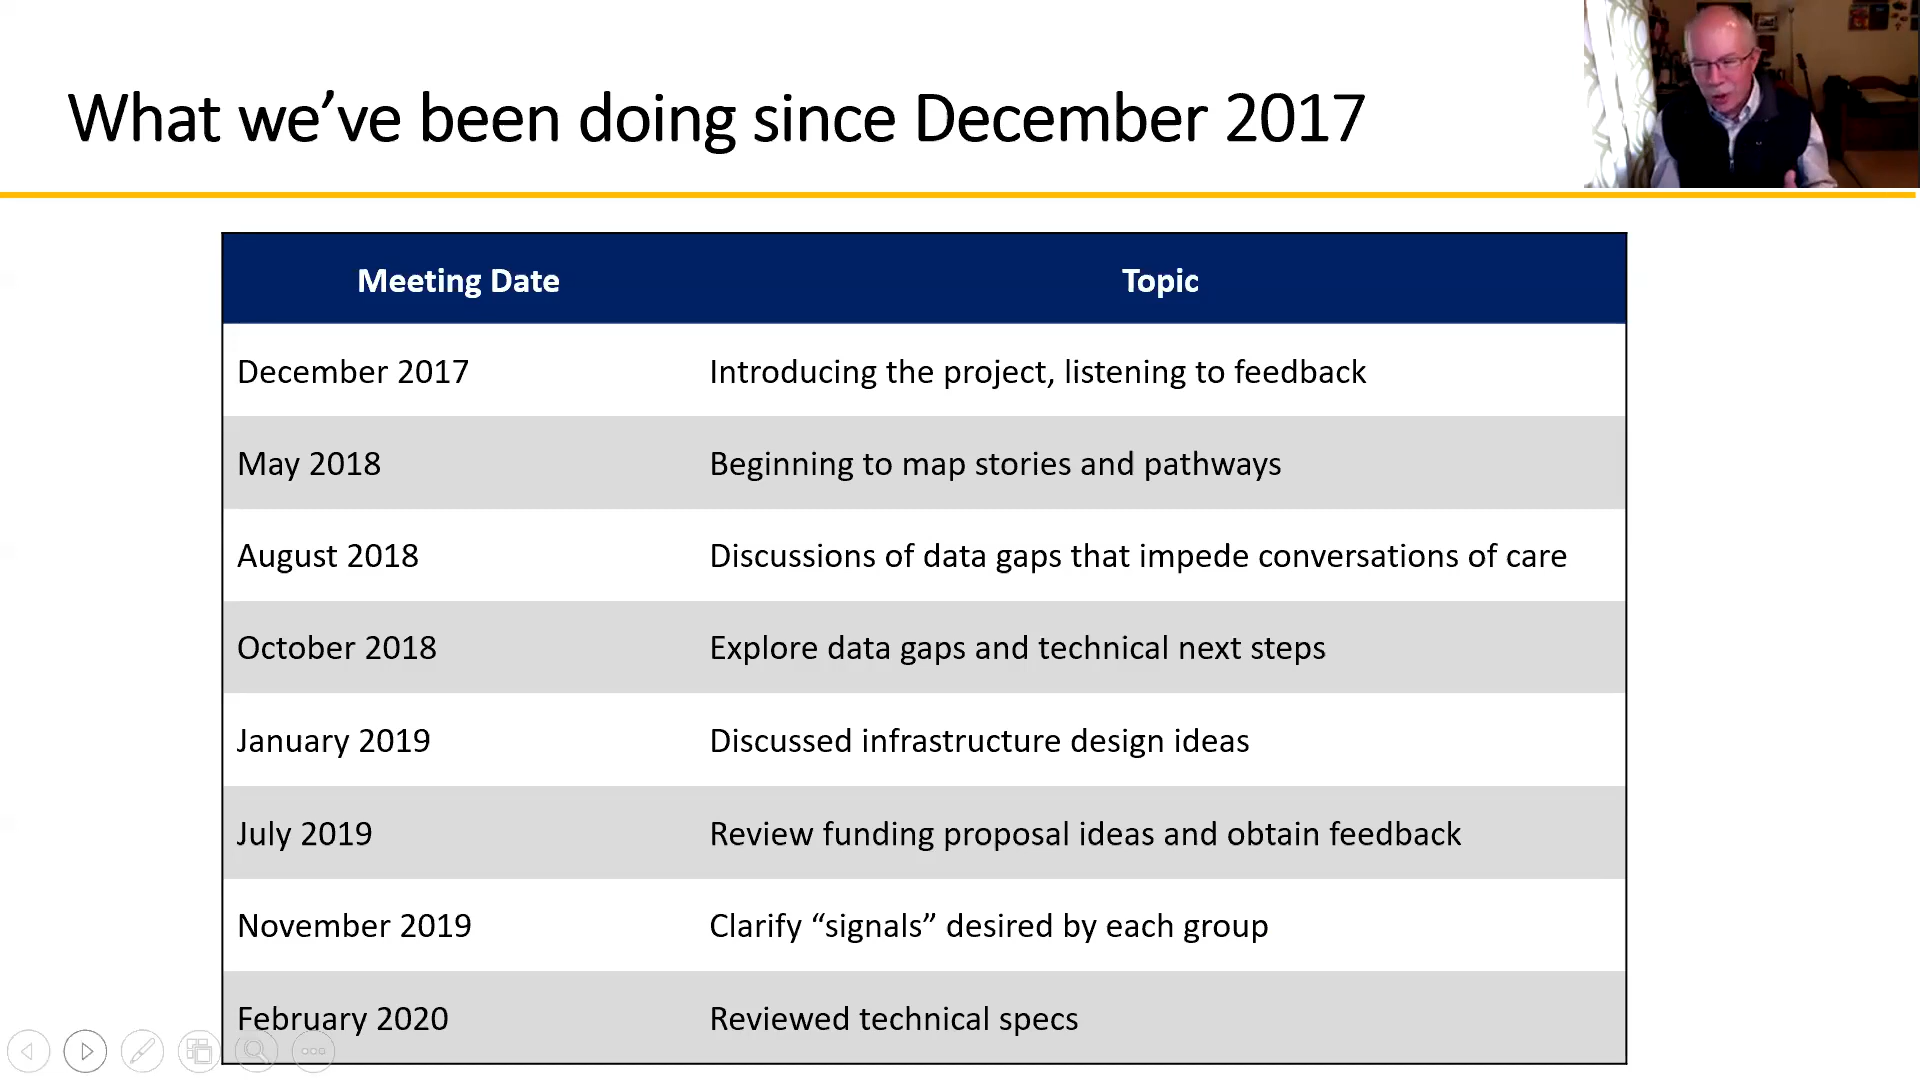 What we’ve been doing since December 2017
Meeting Date Topic
December 2017 Introducing the project, listening to feedback
May 2018 Beginning to map stories and pathways
August 2018 Discussions of data gaps that impede conversations of care
October 2018 Explore data gaps and technical next steps
January 2019 Discussed infrastructure design ideas
July 2019 Review funding proposal ideas and obtain feedback
November 2019 Clarify “signals” desired by each group
February 2020 Reviewed technical specs